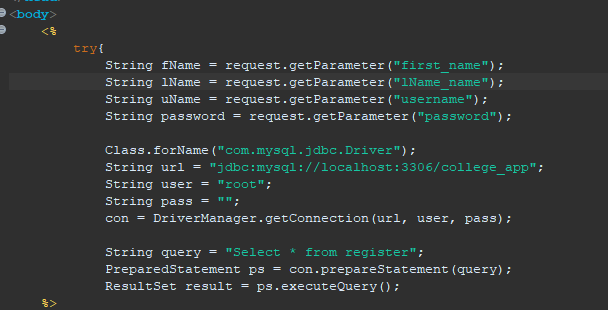 <body>
<%
try{
String fName = request.getParameter("first_name");
String lName = request.getParameter("lName_name");
String uName = request.getParameter("username");
String password = request.getParameter("password");
Class.forName("com.mysql.jdbc.Driver");
String url = "jdbc:mysql://localhost:3306/college_app";
String user = "root";
String pass = "";
con = DriverManager.getConnection(url, user, pass);
String query = "Select * from register";
PreparedStatement ps = con.prepareStatement(query);
ResultSet result = ps.executeQuery();
%>